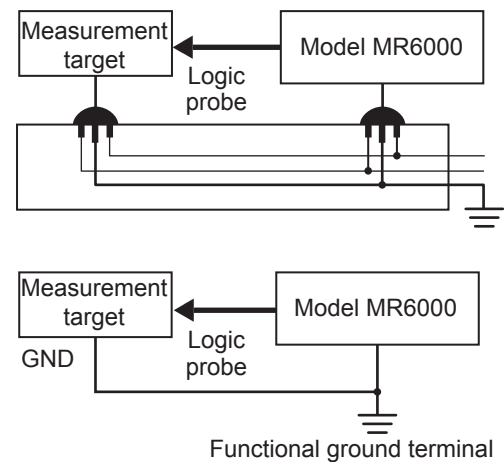 Measurement
target
Model MR6000
Logic
probe
Measurement
target
Model MR6000
Logic
probe
GND
Functional ground terminal